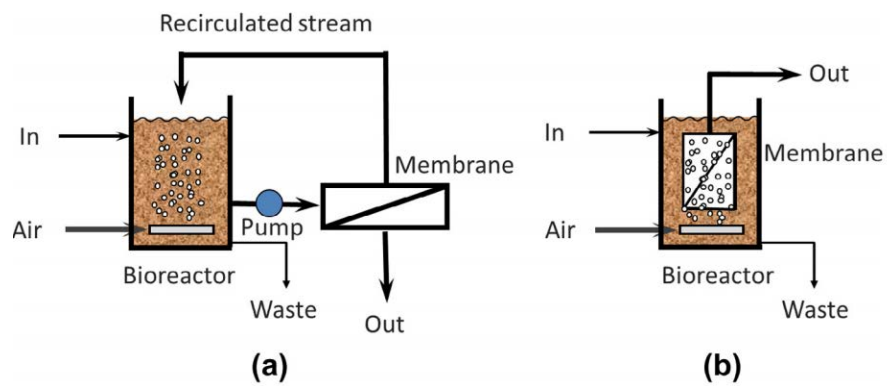 Recirculated stream
In
Membrane
Air
Pump
Bioreactor
Waste
Out
(a)
Out
In
Membrane
Air
Bioreactor
Waste
(b)